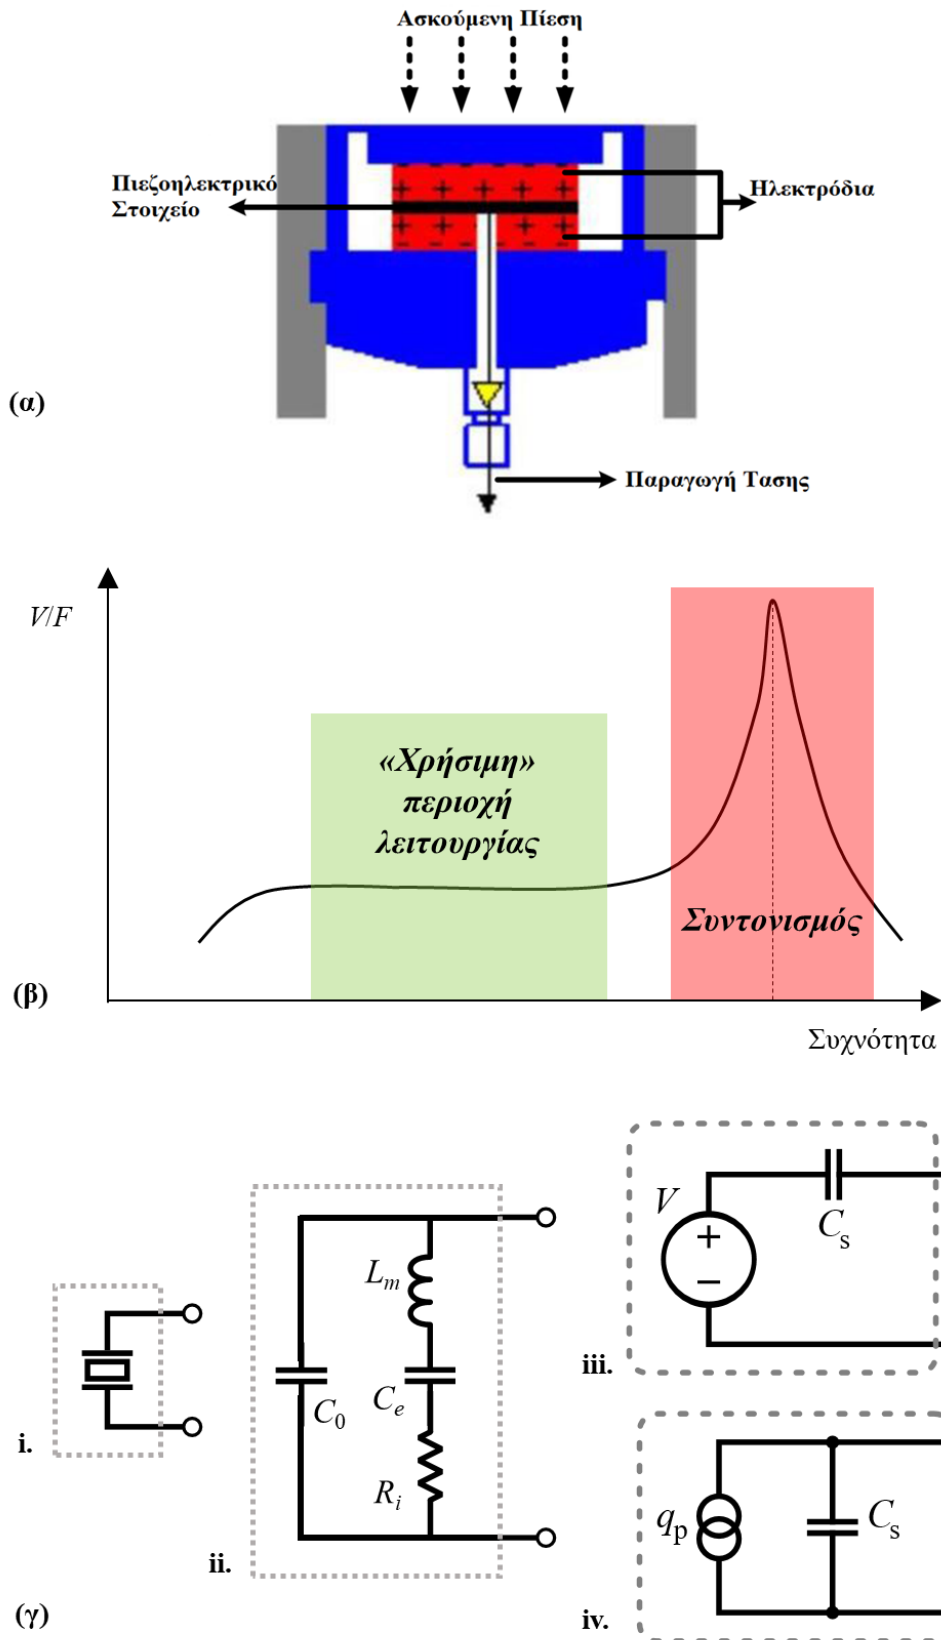 Ασκούμενη Πίεση
Πιεζοηλεκτρικό
Στοιχείο
Ηλεκτρόδια
(α)
Παραγωγή Τασης
V/F
«Χρήσιμη»
περιοχή
λειτουργίας
Συντονισμός
(β)
Συχνότητα
i.
ii.
C0
Lm
Ce
Ri
iii.
V
+
−
Cs
iv.
qp
Cs
(γ)